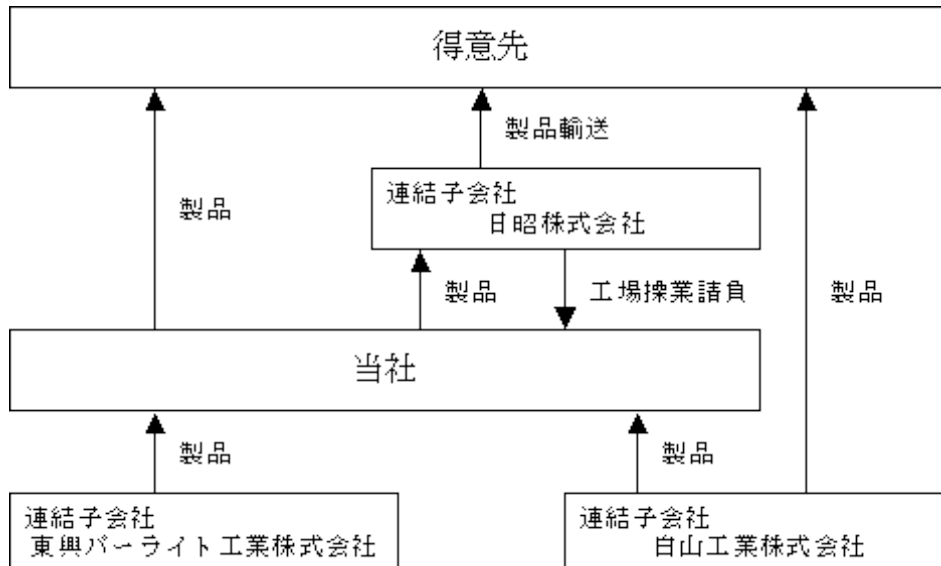 得意先
製品輸送
連結子会社
日昭株式会社
製品
製品
工場操業請負
製品
当社
製品
製品
連結子会社
東興パーライト工業株式会社
連結子会社
白山工業株式会社